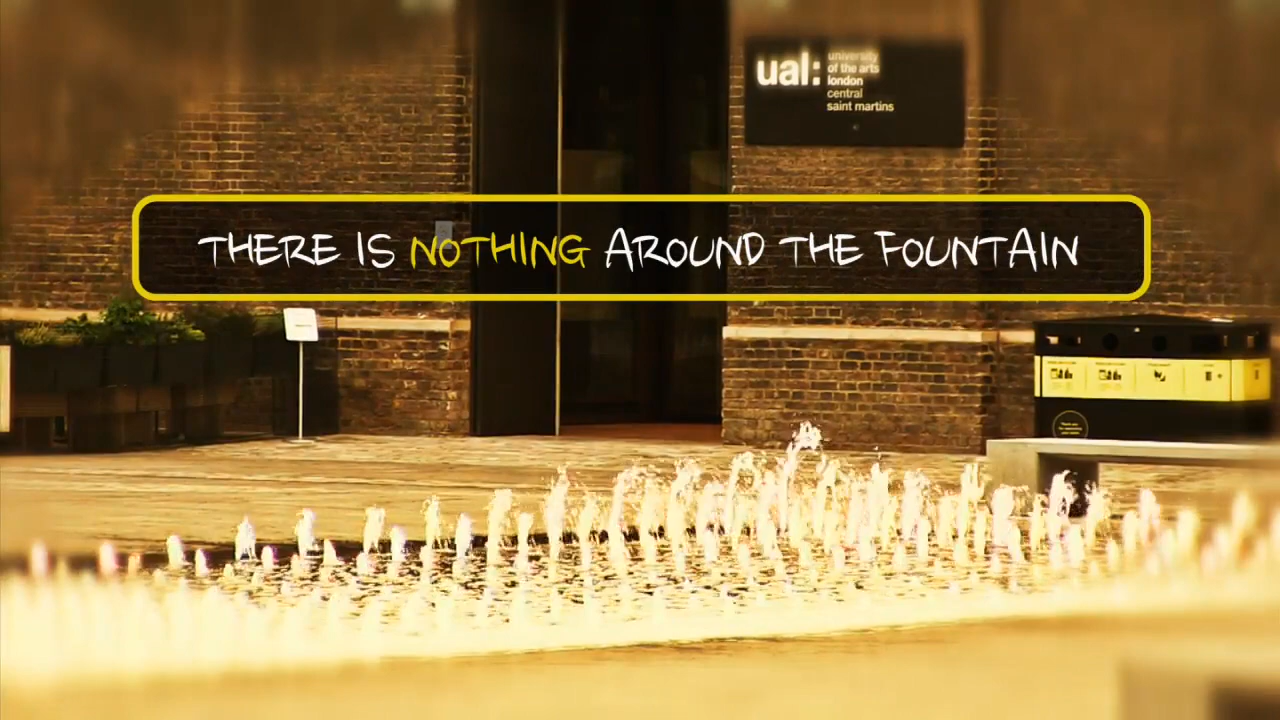 ual:
university
of the arts
london
central
saint martins
THERE IS NOTHING AROUND THE FOUNTAIN